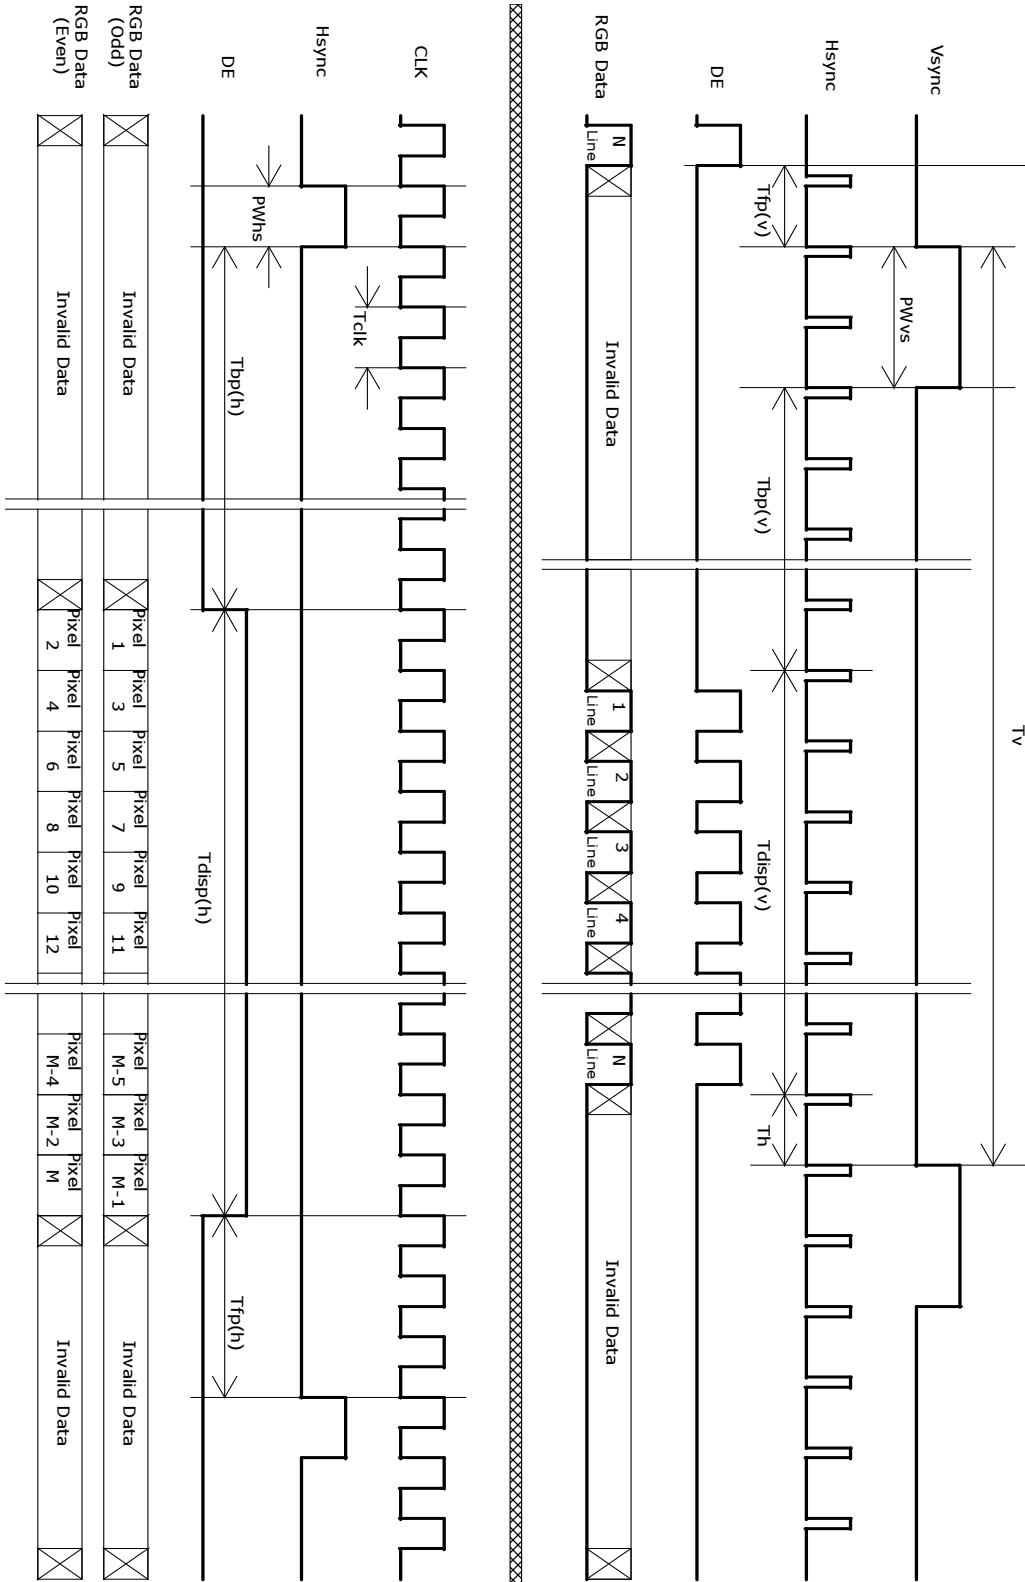 Tv
Vsync
PWvs
Hsync
Tfp(v)
Tbp(v)
Tdisp(v)
Th
DE
RGB Data
Line N
Invalid Data
Line 1
Line 2
Line 3
Line 4
Line N
Invalid Data
CLK
Tclk
Hsync
PWhs
Tbp(h)
Tdisp(h)
Tfp(h)
DE
RGB Data
(Odd)
Invalid Data
Pixel 1
Pixel 3
Pixel 5
Pixel 7
Pixel 9
Pixel 11
Pixel M-5
Pixel M-3
Pixel M-1
Invalid Data
RGB Data
(Even)
Invalid Data
Pixel 2
Pixel 4
Pixel 6
Pixel 8
Pixel 10
Pixel 12
Pixel M-4
Pixel M-2
Pixel M
Invalid Data